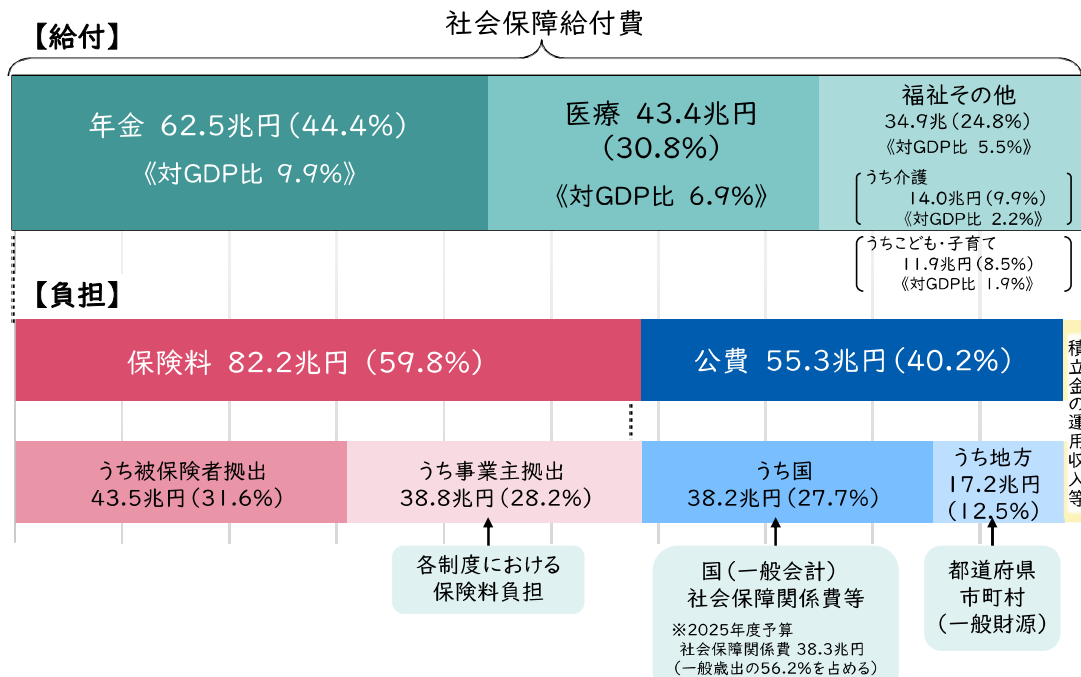 社会保障給付費
【給付】
年金 62.5兆円(44.4%)
《対GDP比 9.9%》
医療 43.4兆円
(30.8%)
《対GDP比 6.9%》
福祉その他
34.9兆(24.8%)
《対GDP比 5.5%》
うち介護
14.0兆円(9.9%)
《対GDP比 2.2%》
うちこども・子育て
11.9兆円(8.5%)
《対GDP比 1.9%》
【負担】
保険料 82.2兆円 (59.8%)
公費 55.3兆円(40.2%)
積立金の運用収入等
うち被保険者拠出
43.5兆円(31.6%)
うち事業主拠出
38.8兆円(28.2%)
うち国
38.2兆円(27.7%)
うち地方
17.2兆円
(12.5%)
各制度における
保険料負担
国(一般会計)
社会保障関係費等
※2025年度予算
社会保障関係費 38.3兆円
(一般歳出の56.2%を占める)
都道府県
市町村
(一般財源)